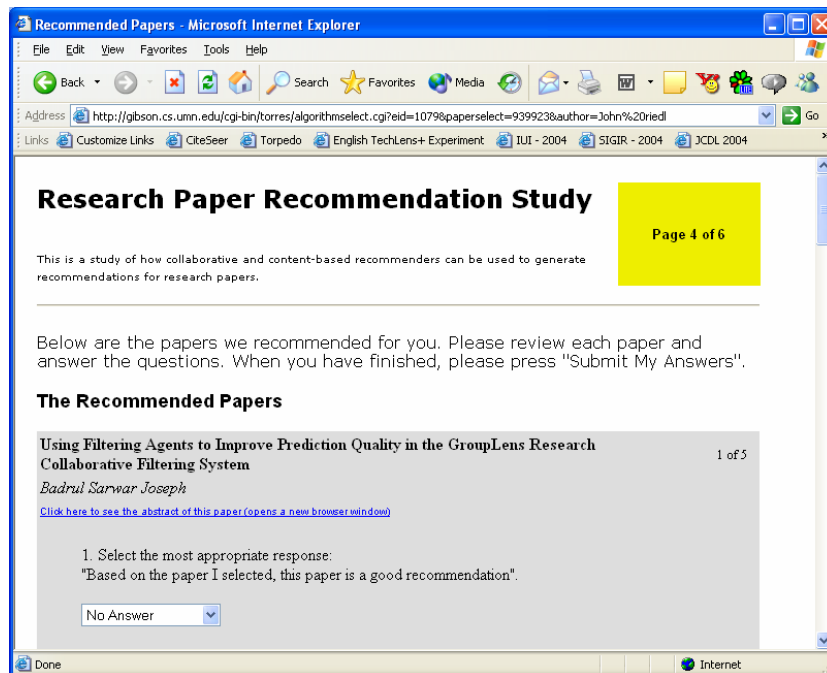 Recommended Papers - Microsoft Internet Explorer
File Edit View Favorites Tools Help
Back Search Favorites Media
Address http://gibson.cs.umn.edu/cgi-bin/torres/algorithmselect.cgi?eid=1079&paperselect=939923&author=John%20riedl Go
Links Customize Links CiteSeer Torpedo English TechLens+ Experiment IUI - 2004 SIGIR - 2004 JCDL 2004 »
Research Paper Recommendation Study
Page 4 of 6
This is a study of how collaborative and content-based recommenders can be used to generate
recommendations for research papers.
Below are the papers we recommended for you. Please review each paper and
answer the questions. When you have finished, please press "Submit My Answers".
The Recommended Papers
Using Filtering Agents to Improve Prediction Quality in the GroupLens Research
Collaborative Filtering System
1 of 5
Badrul Sarwar Joseph
Click here to see the abstract of this paper (opens a new browser window)
1. Select the most appropriate response:
"Based on the paper I selected, this paper is a good recommendation".
No Answer
Done Internet